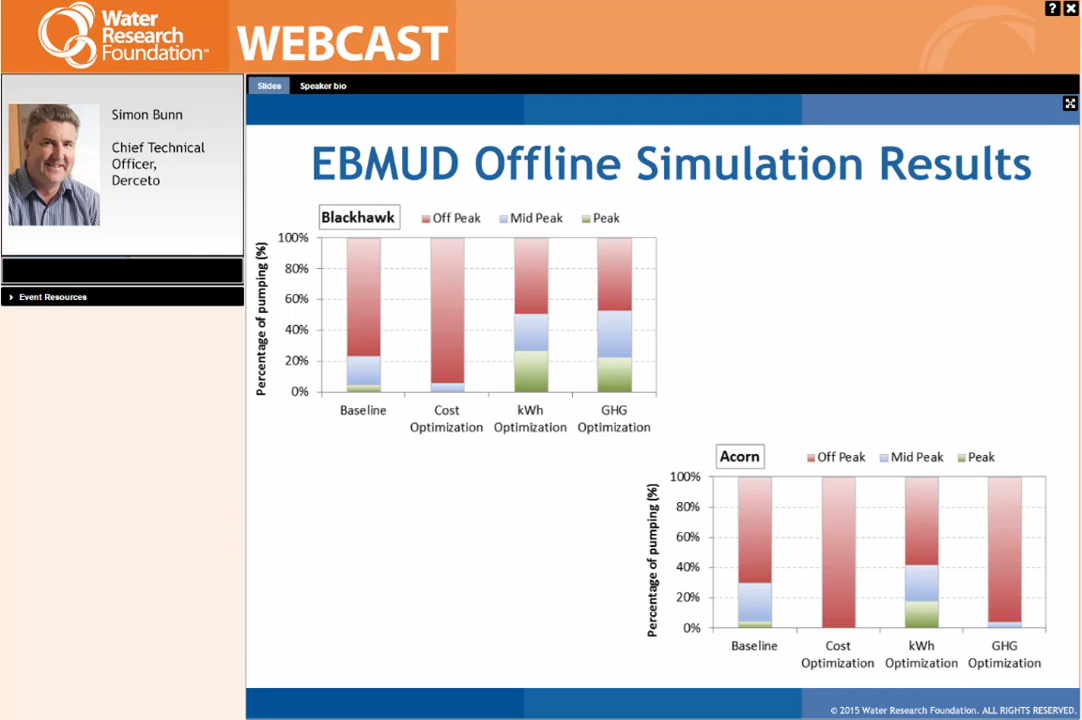 Water
Research
Foundation™
WEBCAST
? X
Simon Bunn
Chief Technical
Officer,
Derceto
Event Resources
Slides Speaker bio
EBMUD Offline Simulation Results
Blackhawk
Off Peak Mid Peak Peak
Percentage of pumping (%)
100%
80%
60%
40%
20%
0%
Baseline Cost Optimization kWh Optimization GHG Optimization
Acorn
Off Peak Mid Peak Peak
Percentage of pumping (%)
100%
80%
60%
40%
20%
0%
Baseline Cost Optimization kWh Optimization GHG Optimization
© 2015 Water Research Foundation. ALL RIGHTS RESERVED.